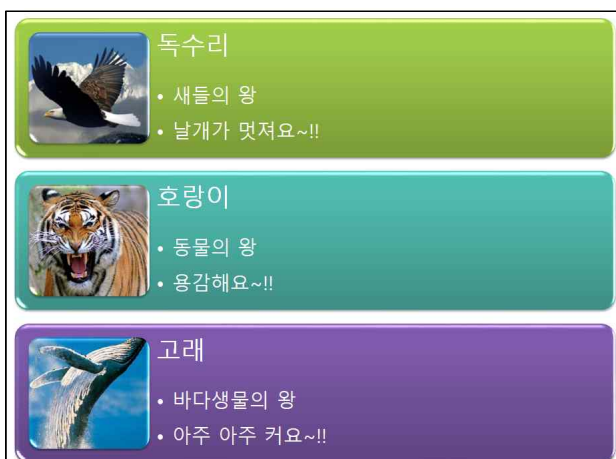 독수리
• 새들의 왕
• 날개가 멋져요~!!
호랑이
• 동물의 왕
• 용감해요~!!
고래
• 바다생물의 왕
• 아주 아주 커요~!!